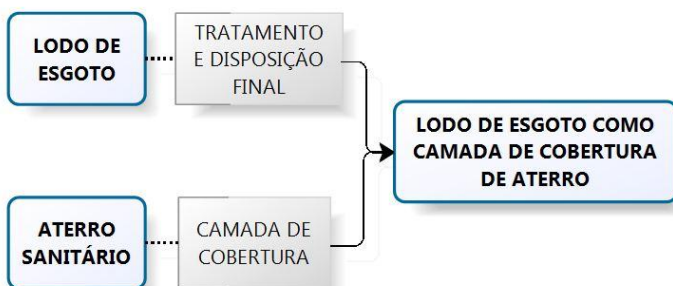 LODO DE
ESGOTO
TRATAMENTO
E DISPOSIÇÃO
FINAL
LODO DE ESGOTO COMO
CAMADA DE COBERTURA
DE ATERRO
ATERRO
SANITÁRIO
CAMADA DE
COBERTURA